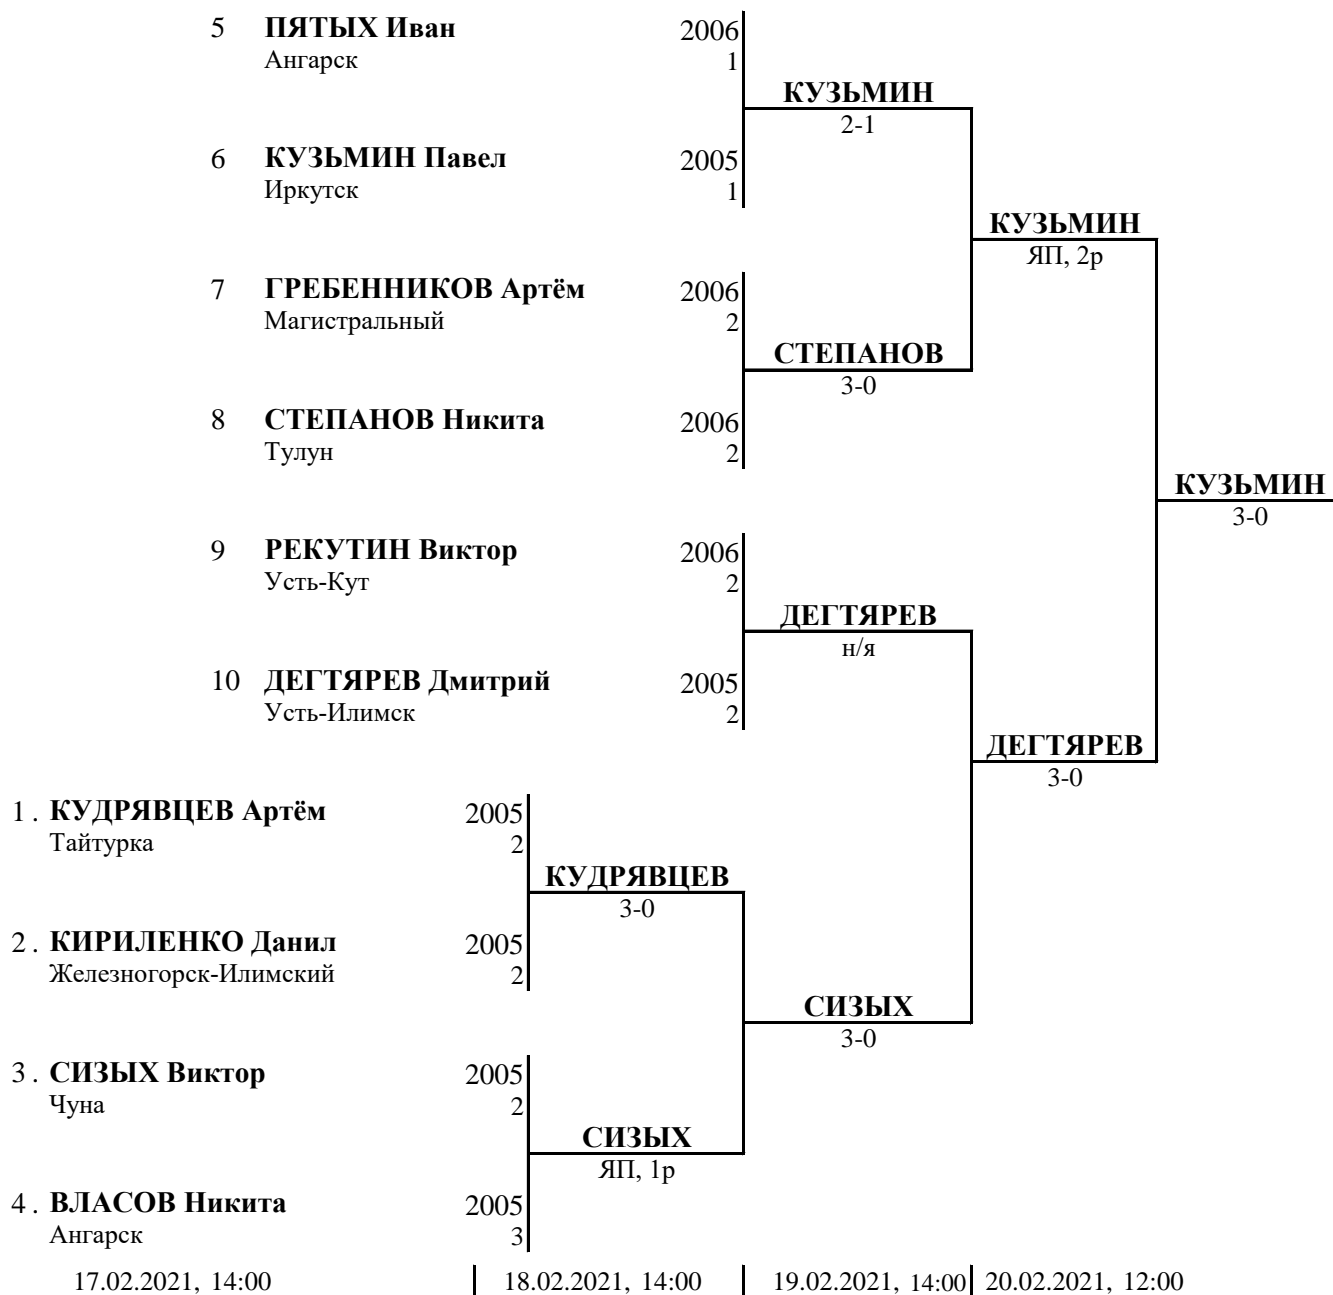 5 ПЯТЫХ Иван 2006
Ангарск 1
КУЗЬМИН
2-1
6 КУЗЬМИН Павел 2005
Иркутск 1
КУЗЬМИН
ЯП, 2р
7 ГРЕБЕННИКОВ Артём 2006
Магистральный 2
СТЕПАНОВ
3-0
8 СТЕПАНОВ Никита 2006
Тулун 2
КУЗЬМИН
3-0
9 РЕКУТИН Виктор 2006
Усть-Кут 2
ДЕГТЯРЕВ
н/я
10 ДЕГТЯРЕВ Дмитрий 2005
Усть-Илимск 2
ДЕГТЯРЕВ
3-0
1. КУДРЯВЦЕВ Артём 2005
Тайтурка 2
КУДРЯВЦЕВ
3-0
2. КИРИЛЕНКО Данил 2005
Железногорск-Илимский 2
СИЗЫХ
3-0
3. СИЗЫХ Виктор 2005
Чуна 2
СИЗЫХ
ЯП, 1р
4. ВЛАСОВ Никита 2005
Ангарск 3
17.02.2021, 14:00 18.02.2021, 14:00 19.02.2021, 14:00 20.02.2021, 12:00